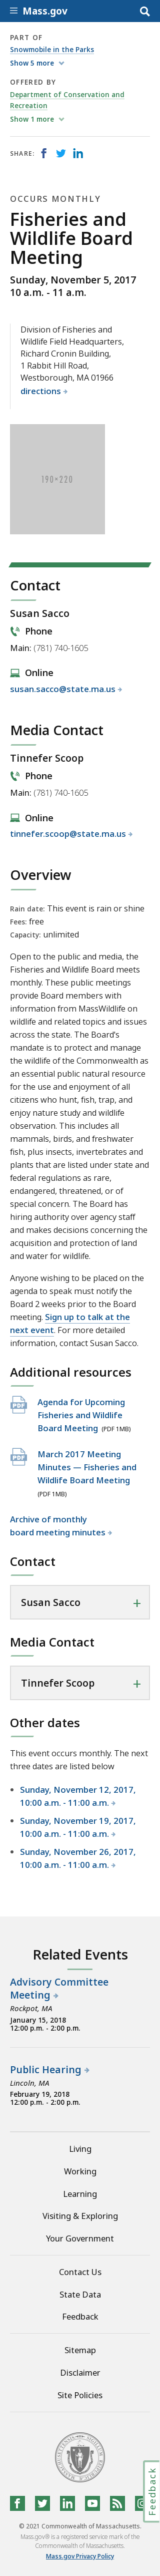 Mass.gov
PART OF
Snowmobile in the Parks
Show 5 more
OFFERED BY
Department of Conservation and
Recreation
Show 1 more
SHARE:
OCCURS MONTHLY
Fisheries and
Wildlife Board
Meeting
Sunday, November 5, 2017
10 a.m. - 11 a.m.
Division of Fisheries and
Wildlife Field Headquarters,
Richard Cronin Building,
1 Rabbit Hill Road,
Westborough, MA 01966
directions
190×220
Contact
Susan Sacco
Phone
Main: (781) 740-1605
Online
susan.sacco@state.ma.us
Media Contact
Tinnefer Scoop
Phone
Main: (781) 740-1605
Online
tinnefer.scoop@state.ma.us
Overview
Rain date: This event is rain or shine
Fees: free
Capacity: unlimited
Open to the public and media, the
Fisheries and Wildlife Board meets
monthly. These public meetings
provide Board members with
information from MassWildlife on
wildlife and related topics and issues
across the state. The Board's role is
to manage the wildlife of the
Commonwealth as an essential public
natural resource for people to use,
conserve and enjoy. It oversees all
citizens who hunt, fish, trap, and
enjoy nature study and wildlife
observation. This includes all
mammals, birds, and freshwater
fish, plus insects, invertebrates, and
plants that are classified under state
and federal regulations as rare,
endangered, threatened, or of
special concern. The Board has
hiring authority over agency staff
and makes policy decisions
concerning the programs and
regulations for land and wildlife.
Anyone wishing to be placed on the
agenda to speak must notify the
Board 2 weeks prior to the Board
meeting. Sign up to talk at the
next event. For more detailed
information, contact Susan Sacco.
Additional resources
PDF
Agenda for Upcoming
Fisheries and Wildlife
Board Meeting (PDF 1MB)
PDF
March 2017 Meeting
Minutes — Fisheries and
Wildlife Board Meeting
(PDF 1MB)
Archive of monthly
board meeting minutes
Contact
Susan Sacco
Media Contact
Tinnefer Scoop
Other dates
This event occurs monthly. The next
three dates are listed below
Sunday, November 12, 2017,
10:00 a.m. - 11:00 a.m.
Sunday, November 19, 2017,
10:00 a.m. - 11:00 a.m.
Sunday, November 26, 2017,
10:00 a.m. - 11:00 a.m.
Related Events
Advisory Committee
Meeting
Rockpot, MA
January 15, 2018
12:00 p.m. - 2:00 p.m.
Public Hearing
Lincoln, MA
February 19, 2018
12:00 p.m. - 2:00 p.m.
Living
Working
Learning
Visiting & Exploring
Your Government
Contact Us
State Data
Feedback
Sitemap
Disclaimer
Site Policies
Feedback
© 2021 Commonwealth of Massachusetts.
Mass.gov® is a registered service mark of the
Commonwealth of Massachusetts.
Mass.gov Privacy Policy